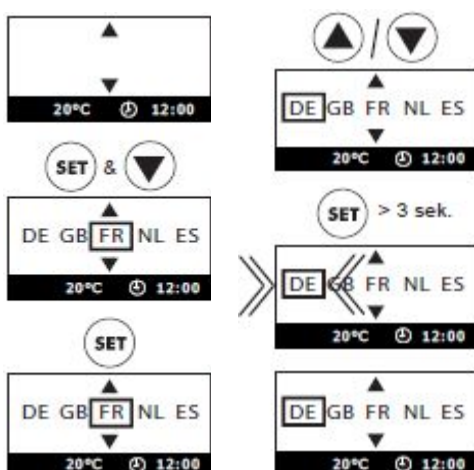 20°C 12:00
SET &
DE GB FR NL ES
20°C 12:00
SET
DE GB FR NL ES
20°C 12:00
/
DE GB FR NL ES
20°C 12:00
SET > 3 sek.
DE GB FR NL ES
20°C 12:00
DE GB FR NL ES
20°C 12:00